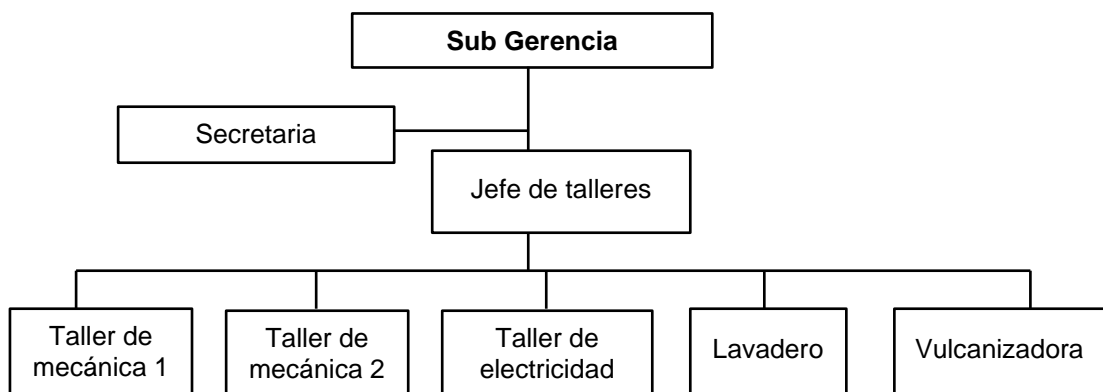 Sub Gerencia
Secretaria
Jefe de talleres
Taller de
mecánica 1
Taller de
mecánica 2
Taller de
electricidad
Lavadero
Vulcanizadora